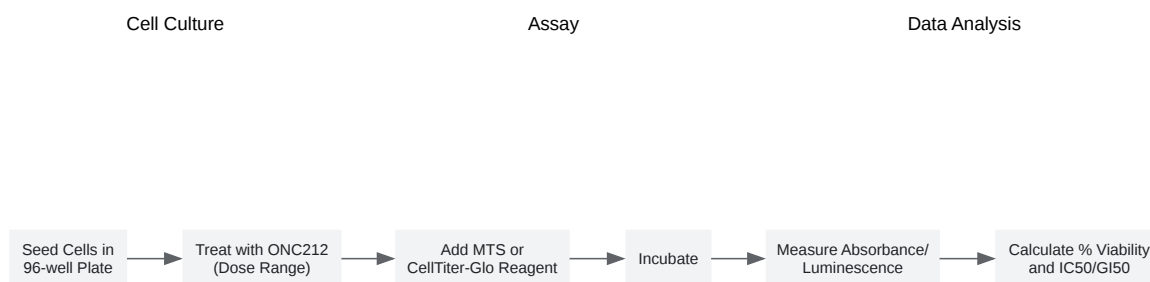 Cell Culture
Assay
Data Analysis
Seed Cells in
96-well Plate
Treat with ONC212
(Dose Range)
Add MTS or
CellTiter-Glo Reagent
Incubate
Measure Absorbance/
Luminescence
Calculate % Viability
and IC50/GI50